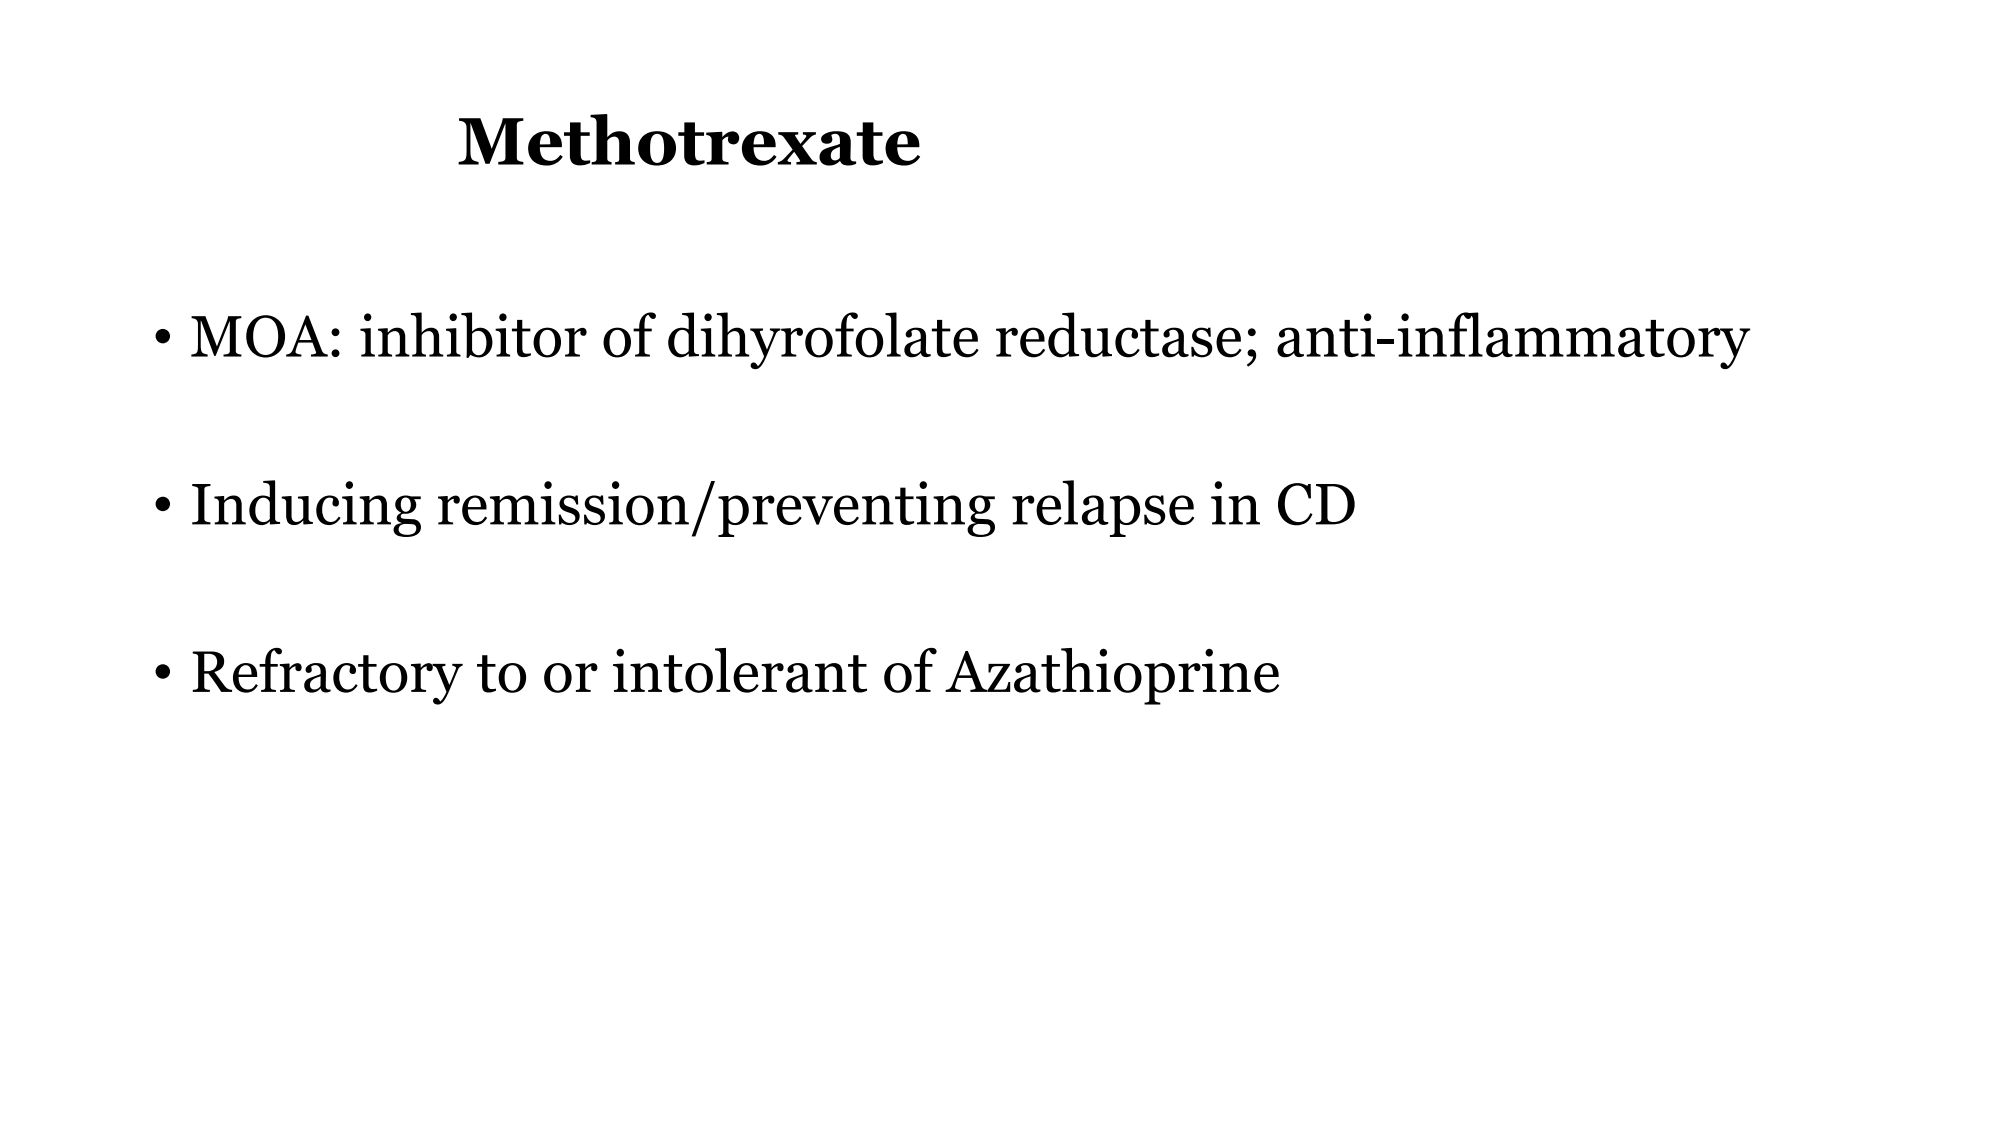 Methotrexate
• MOA: inhibitor of dihyrofolate reductase; anti-inflammatory
• Inducing remission/preventing relapse in CD
• Refractory to or intolerant of Azathioprine